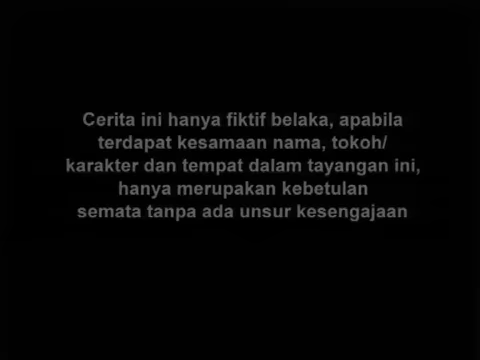 Cerita ini hanya fiktif belaka, apabila
terdapat kesamaan nama, tokoh/
karakter dan tempat dalam tayangan ini,
hanya merupakan kebetulan
semata tanpa ada unsur kesengajaan